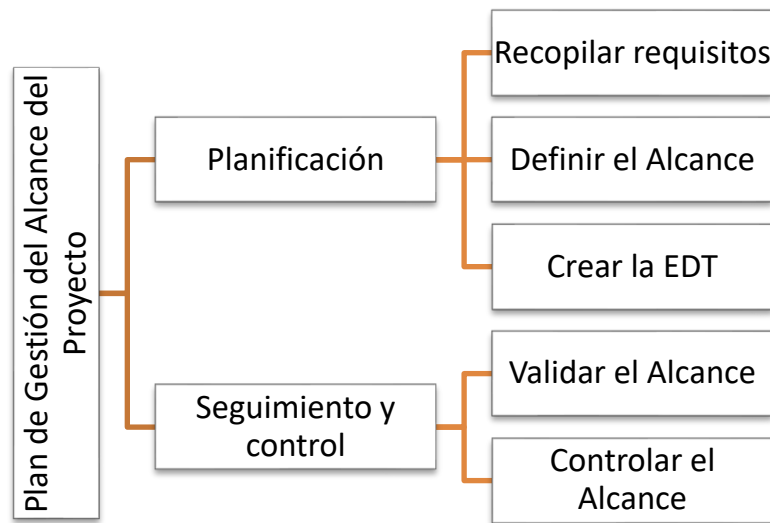 Plan de Gestión del Alcance del
Proyecto
Planificación
Recopilar requisitos
Definir el Alcance
Crear la EDT
Seguimiento y
control
Validar el Alcance
Controlar el
Alcance